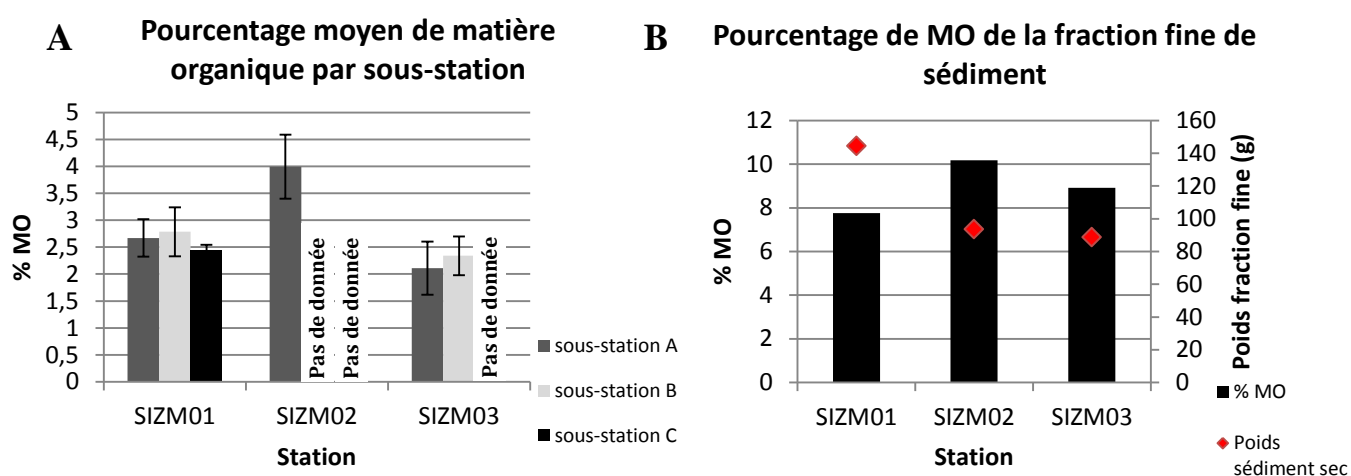 A
Pourcentage moyen de matière
organique par sous-station
5
4,5
4
3,5
3
2,5
2
1,5
1
0,5
0
% MO
Pas de donnée
Pas de donnée
Pas de donnée
SIZM01
SIZM02
SIZM03
Station
sous-station A
sous-station B
sous-station C
B
Pourcentage de MO de la fraction fine de
sédiment
12
10
8
6
4
2
0
% MO
160
140
120
100
80
60
40
20
0
Poids fraction fine (g)
SIZM01
SIZM02
SIZM03
Station
% MO
Poids
sédiment sec